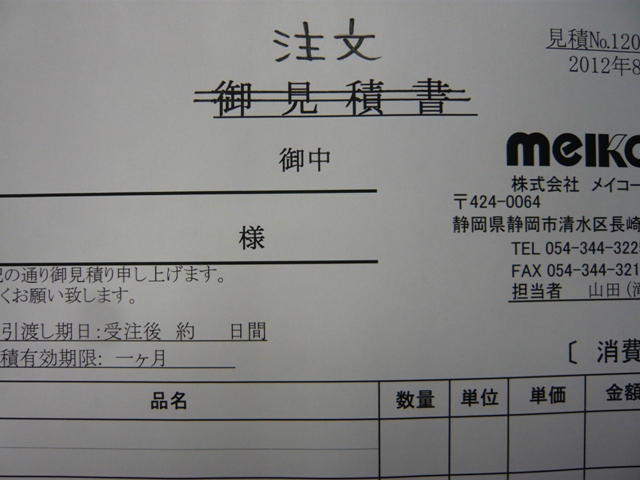 注文
見積No.120
2012年8
御見積書
御中
meiko
株式会社 メイコー
〒424-0064
静岡県静岡市清水区長崎
様
TEL 054-344-322
FAX 054-344-321
記の通り御見積り申し上げます。
くお願い致します。
担当者 山田
引渡し期日:受注後 約 日間
積有効期限: 一ヶ月
〔 消費
品名 数量 単位 単価 金額